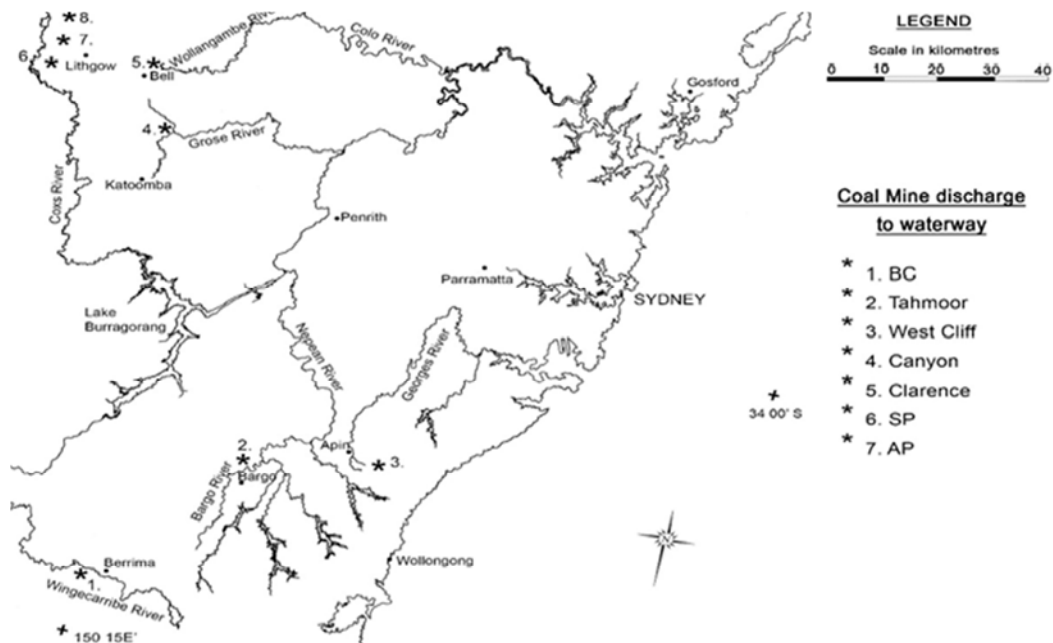 8.
7.
6.
Lithgow
5.
Bell
Wollangambe River
Colo River
Gosford
4.
Grose River
Katoomba
Coxs River
Penrith
Parramatta
SYDNEY
Lake
Burragorang
Nepean River
Georges River
34 00' S
2.
Apin
3.
Bargo River
Bargo
Berrima
1.
Wingecarribe River
Wollongong
N
150 15E'
LEGEND
Scale in kilometres
0 10 20 30 40
Coal Mine discharge
to waterway
* 1. BC
* 2. Tahmoor
* 3. West Cliff
* 4. Canyon
* 5. Clarence
* 6. SP
* 7. AP